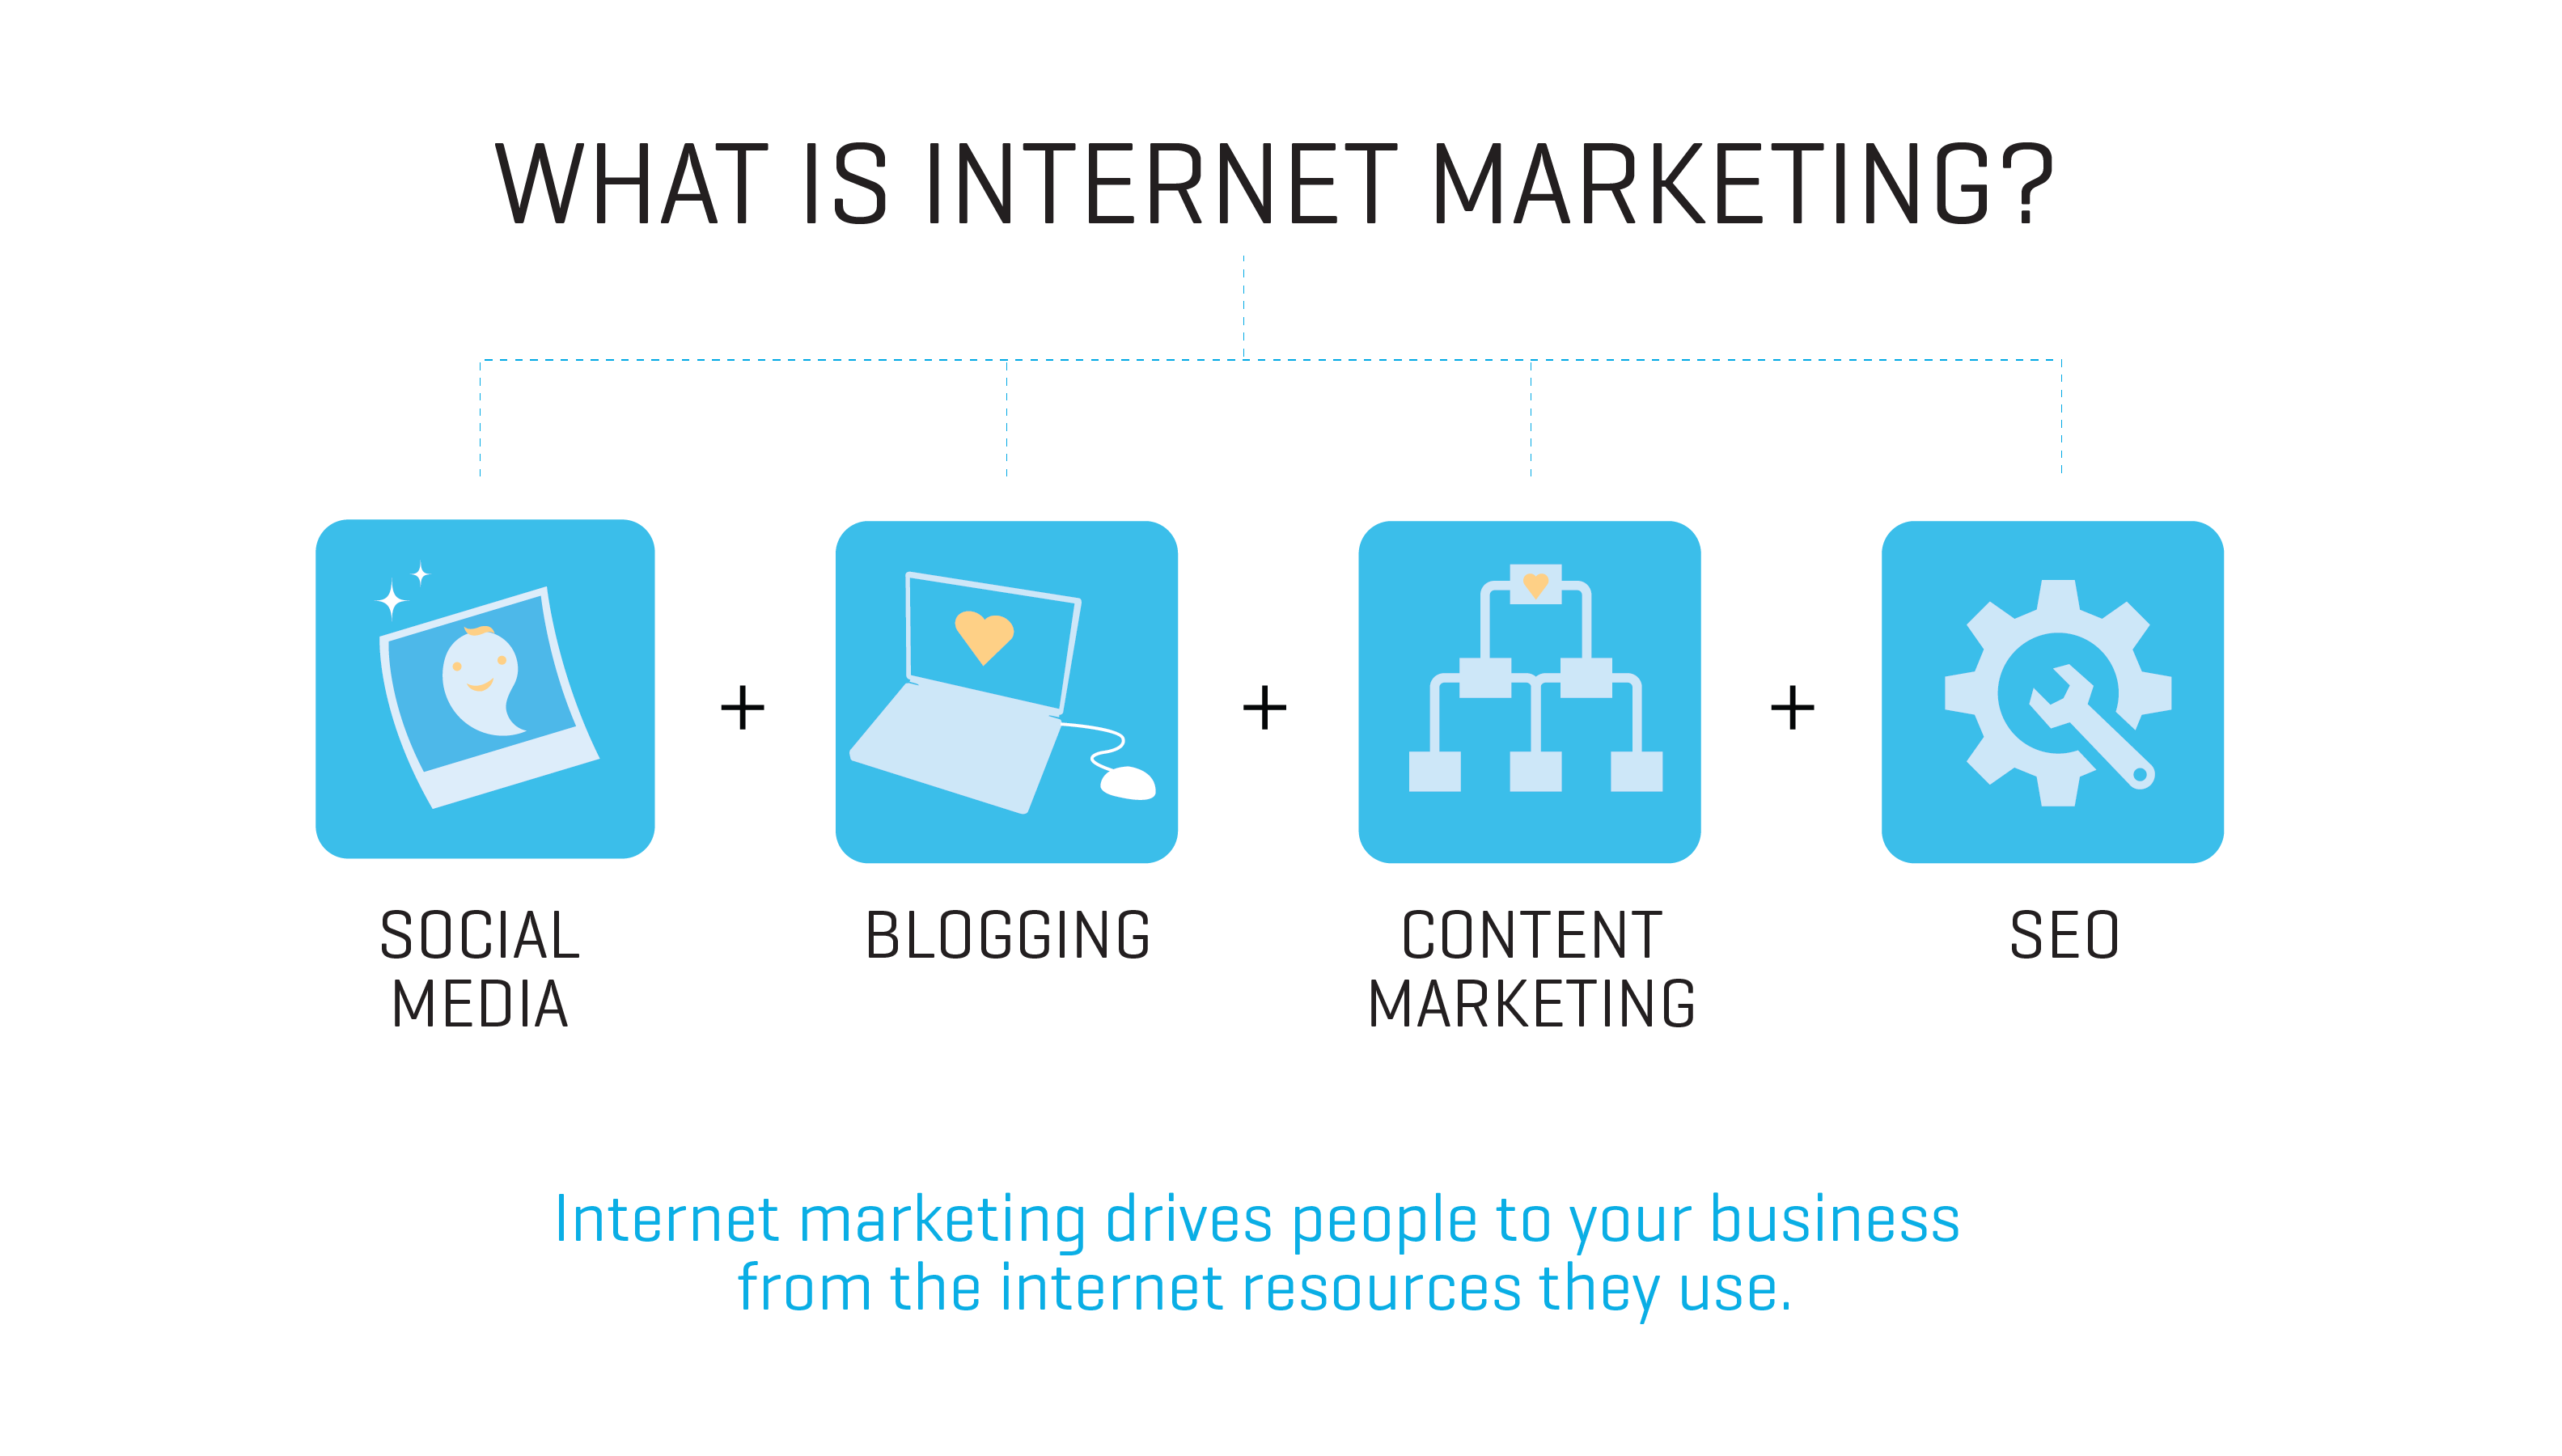 WHAT IS INTERNET MARKETING?
+
+
+
SOCIAL
MEDIA
BLOGGING
CONTENT
MARKETING
SEO
Internet marketing drives people to your business
from the internet resources they use.